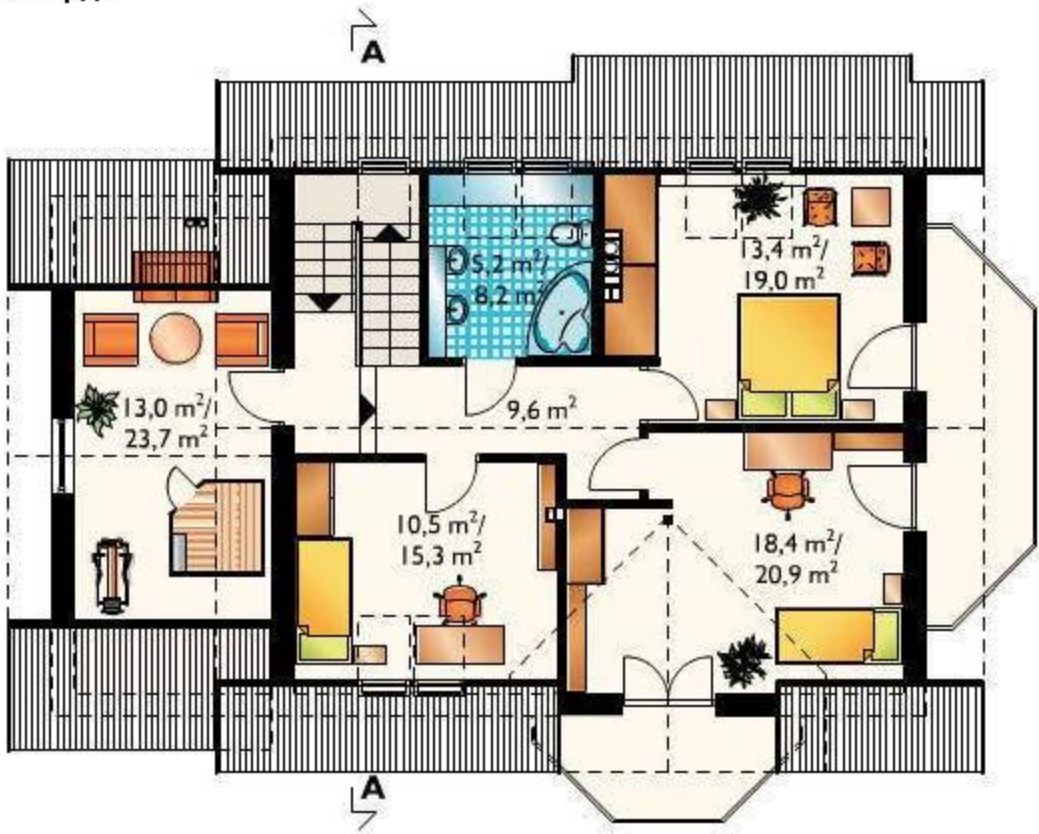 A
5,2 m²/
8,2 m²
13,4 m²/
19,0 m²
13,0 m²/
23,7 m²
9,6 m²
10,5 m²/
15,3 m²
18,4 m²/
20,9 m²
A